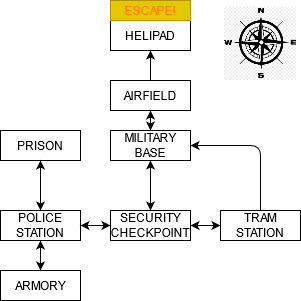 ESCAPE!
HELIPAD
N
W
E
S
AIRFIELD
PRISON
MILITARY
BASE
POLICE
STATION
SECURITY
CHECKPOINT
TRAM
STATION
ARMORY